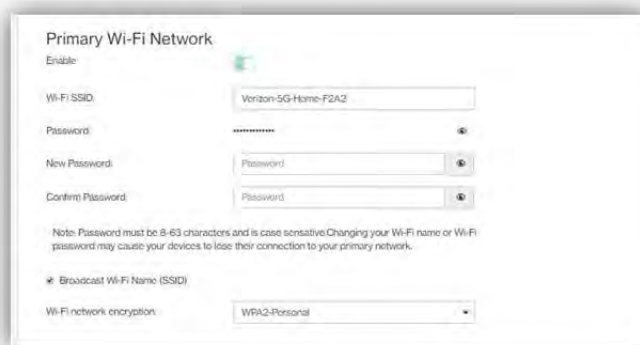 Primary Wi-Fi Network
Enable
Wi-Fi SSID: Verizon-5G-Home-F2A2
Password: •••••••••••••
New Password: Password
Confirm Password: Password
Note: Password must be 8-63 characters and is case sensative.Changing your Wi-Fi name or Wi-Fi
password may cause your devices to lose their connection to your primary network.
Broadcast Wi-Fi Name (SSID)
Wi-Fi network encryption: WPA2-Personal